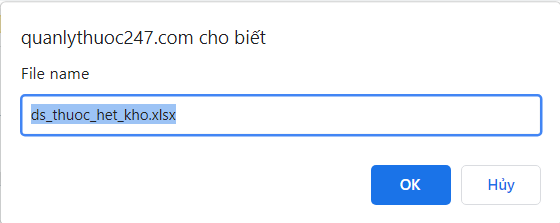 quanlythuoc247.com cho biết
File name
ds_thuoc_het_kho.xlsx
OK
Hủy